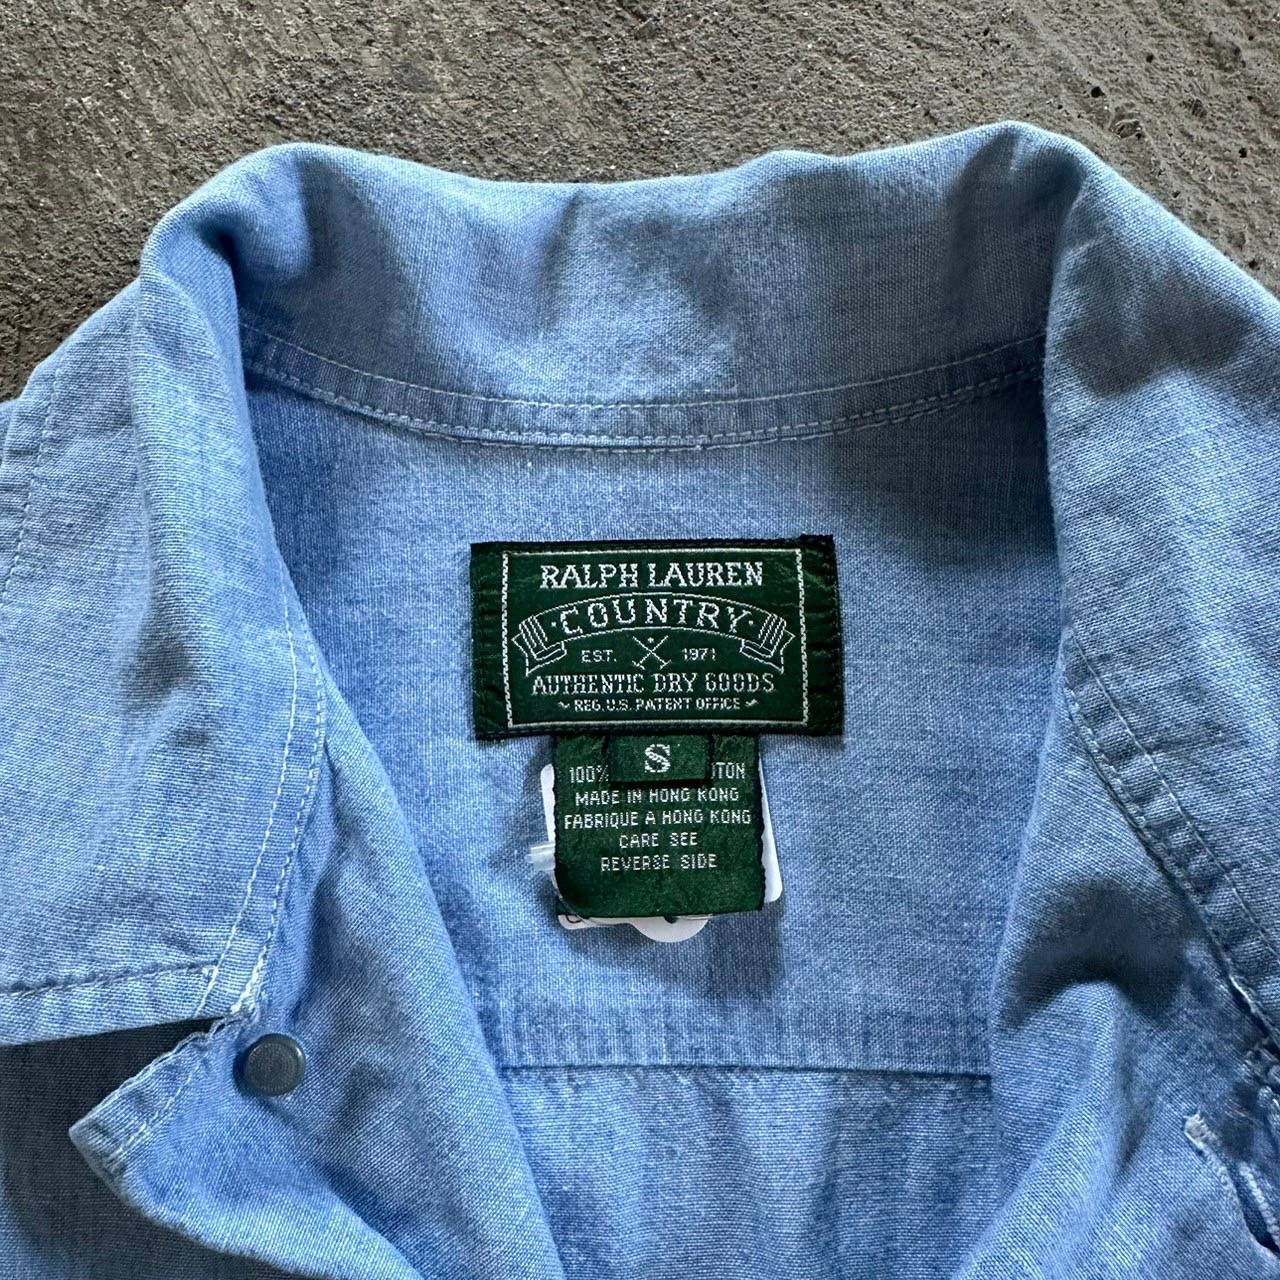 RALPH LAUREN
·COUNTRY·
EST. 1971
AUTHENTIC DRY GOODS
~ REG. U.S. PATENT OFFICE ~
S
100%
MADE IN HONG KONG
FABRIQUE A HONG KONG
CARE SEE
REVERSE SIDE